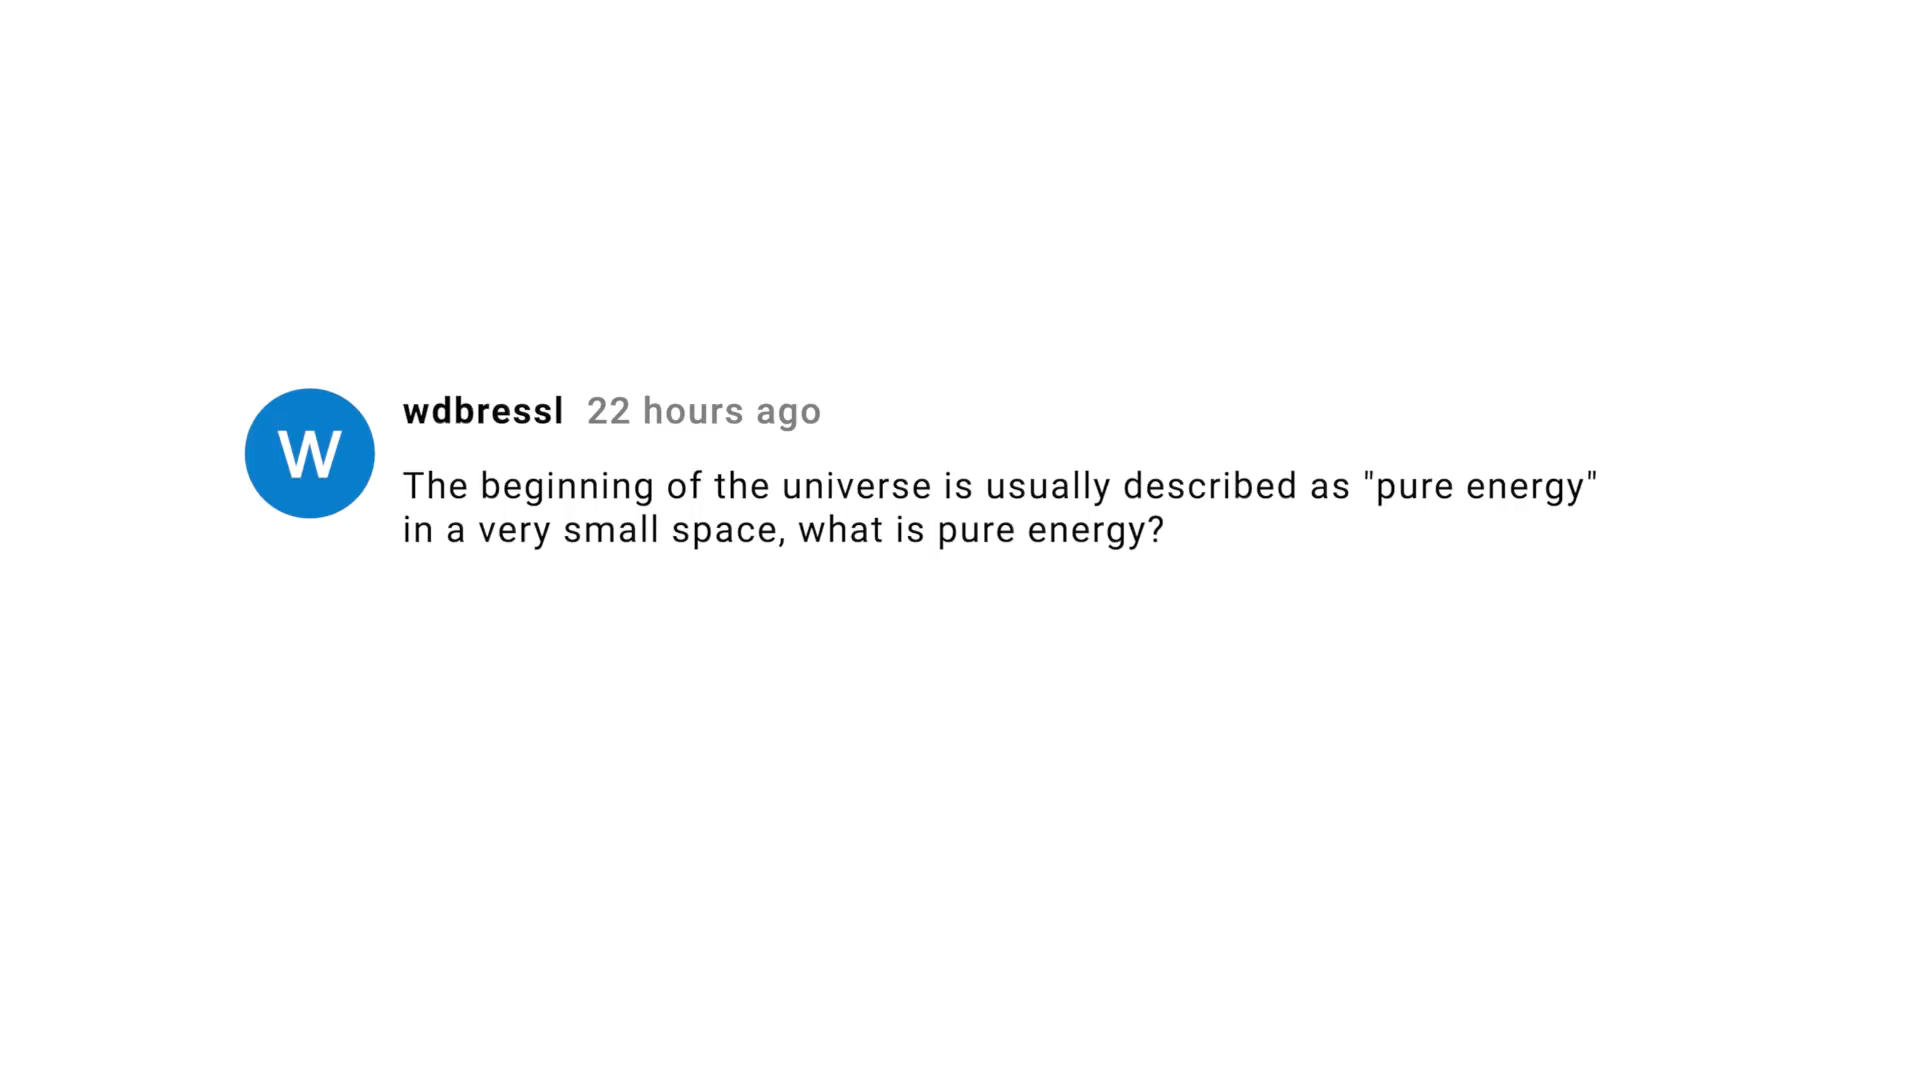 W
wdbressl 22 hours ago
The beginning of the universe is usually described as "pure energy"
in a very small space, what is pure energy?